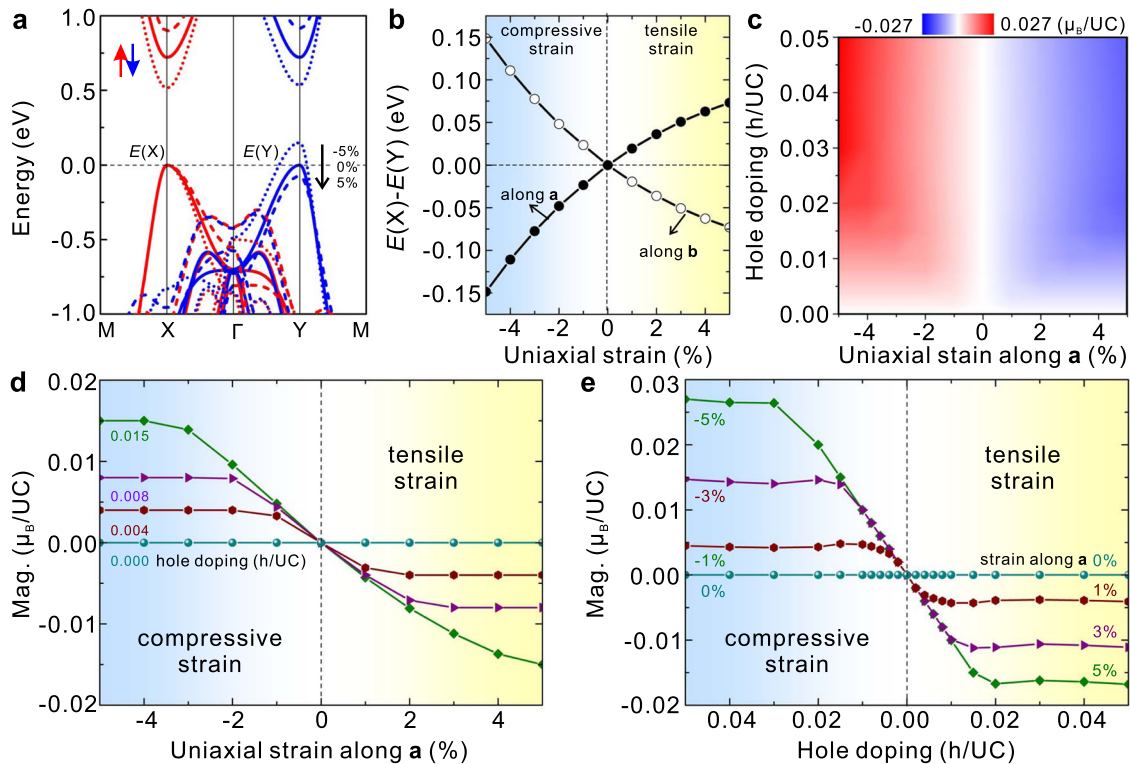 a
Energy (eV)
1.0
0.5
0.0
-0.5
-1.0
E(X)
E(Y)
-5%
0%
5%
M X Γ Y M
b
E(X)-E(Y) (eV)
0.15
0.10
0.05
0.00
-0.05
-0.10
-0.15
compressive
strain
tensile
strain
along a
along b
-4 -2 0 2 4
Uniaxial strain (%)
c
-0.027 0.027 (μB/UC)
Hole doping (h/UC)
0.05
0.04
0.03
0.02
0.01
0.00
-4 -2 0 2 4
Uniaxial stain along a (%)
d
Mag. (μB/UC)
0.02
0.01
0.00
-0.01
-0.02
0.015
0.008
0.004
0.000 hole doping (h/UC)
tensile
strain
compressive
strain
-4 -2 0 2 4
Uniaxial strain along a (%)
e
Mag. (μB/UC)
0.03
0.02
0.01
0.00
-0.01
-0.02
-5%
-3%
-1%
0%
tensile
strain
strain along a 0%
1%
3%
5%
compressive
strain
0.04 0.02 0.00 0.02 0.04
Hole doping (h/UC)